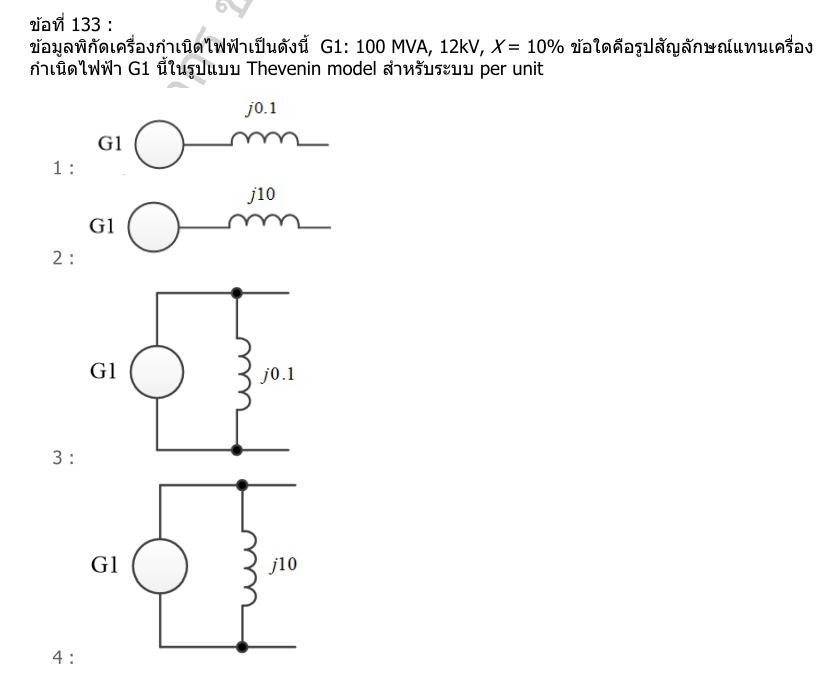 ข้อที่ 133 :
ข้อมูลพิกัดเครื่องกำเนิดไฟฟ้าเป็นดังนี้ G1: 100 MVA, 12kV, X = 10% ข้อใดคือรูปสัญลักษณ์แทนเครื่อง
กำเนิดไฟฟ้า G1 นี้ในรูปแบบ Thevenin model สำหรับระบบ per unit
j0.1
G1
1 :
j10
G1
2 :
G1 j0.1
3 :
G1 j10
4 :